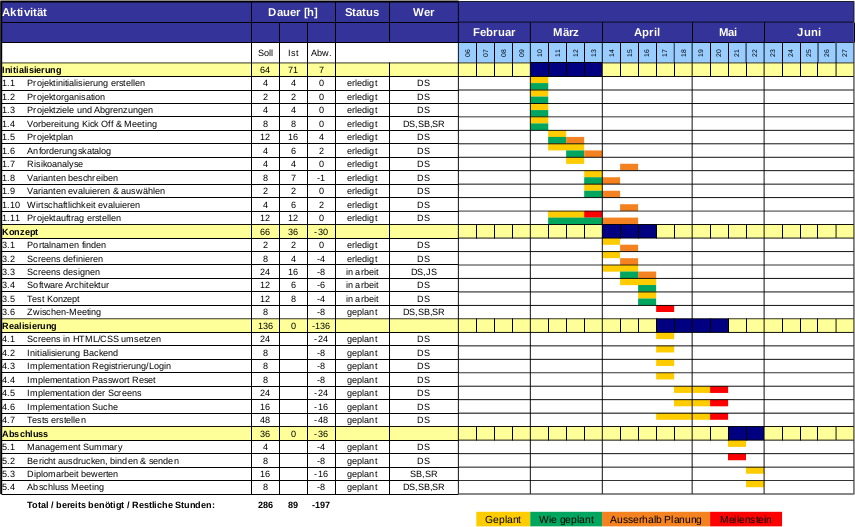 Aktivität Dauer [h] Status Wer
Februar März April Mai Juni
Soll Ist Abw. 06 07 08 09 10 11 12 13 14 15 16 17 18 19 20 21 22 23 24 25 26 27
Initialisierung 64 71 7
1.1 Projektinitialisierung erstellen 4 4 0 erledigt DS
1.2 Projektorganisation 2 2 0 erledigt DS
1.3 Projektziele und Abgrenzungen 4 4 0 erledigt DS
1.4 Vorbereitung Kick Off & Meeting 8 8 0 erledigt DS,SB,SR
1.5 Projektplan 12 16 4 erledigt DS
1.6 Anforderungskatalog 4 6 2 erledigt DS
1.7 Risikoanalyse 4 4 0 erledigt DS
1.8 Varianten beschreiben 8 7 -1 erledigt DS
1.9 Varianten evaluieren & auswählen 2 2 0 erledigt DS
1.10 Wirtschaftlichkeit evaluieren 4 6 2 erledigt DS
1.11 Projektauftrag erstellen 12 12 0 erledigt DS
Konzept 66 36 -30
3.1 Portalnamen finden 2 2 0 erledigt DS
3.2 Screens definieren 8 4 -4 erledigt DS
3.3 Screens designen 24 16 -8 in arbeit DS,JS
3.4 Software Architektur 12 6 -6 in arbeit DS
3.5 Test Konzept 12 8 -4 in arbeit DS
3.6 Zwischen-Meeting 8 -8 geplant DS,SB,SR
Realisierung 136 0 -136
4.1 Screens in HTML/CSS umsetzen 24 -24 geplant DS
4.2 Initialisierung Backend 8 -8 geplant DS
4.3 Implementation Registrierung/Login 8 -8 geplant DS
4.4 Implementation Passwort Reset 8 -8 geplant DS
4.5 Implementation der Screens 24 -24 geplant DS
4.6 Implementation Suche 16 -16 geplant DS
4.7 Tests erstellen 48 -48 geplant DS
Abschluss 36 0 -36
5.1 Management Summary 4 -4 geplant DS
5.2 Bericht ausdrucken, binden & senden 8 -8 geplant DS
5.3 Diplomarbeit bewerten 16 -16 geplant SB,SR
5.4 Abschluss Meeting 8 -8 geplant DS,SB,SR
Total / bereits benötigt / Restliche Stunden: 286 89 -197
Geplant Wie geplant Ausserhalb Planung Meilenstein